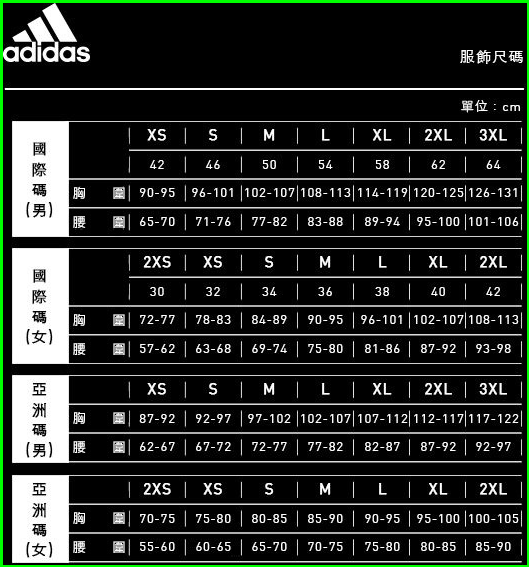 adidas
服飾尺碼
單位：cm
國際碼(男)
XS S M L XL 2XL 3XL
42 46 50 54 58 62 64
胸圍 90-95 96-101 102-107 108-113 114-119 120-125 126-131
腰圍 65-70 71-76 77-82 83-88 89-94 95-100 101-106
國際碼(女)
2XS XS S M L XL 2XL
30 32 34 36 38 40 42
胸圍 72-77 78-83 84-89 90-95 96-101 102-107 108-113
腰圍 57-62 63-68 69-74 75-80 81-86 87-92 93-98
亞洲碼(男)
XS S M L XL 2XL 3XL
胸圍 87-92 92-97 97-102 102-107 107-112 112-117 117-122
腰圍 62-67 67-72 72-77 77-82 82-87 87-92 92-97
亞洲碼(女)
2XS XS S M L XL 2XL
胸圍 70-75 75-80 80-85 85-90 90-95 95-100 100-105
腰圍 55-60 60-65 65-70 70-75 75-80 80-85 85-90